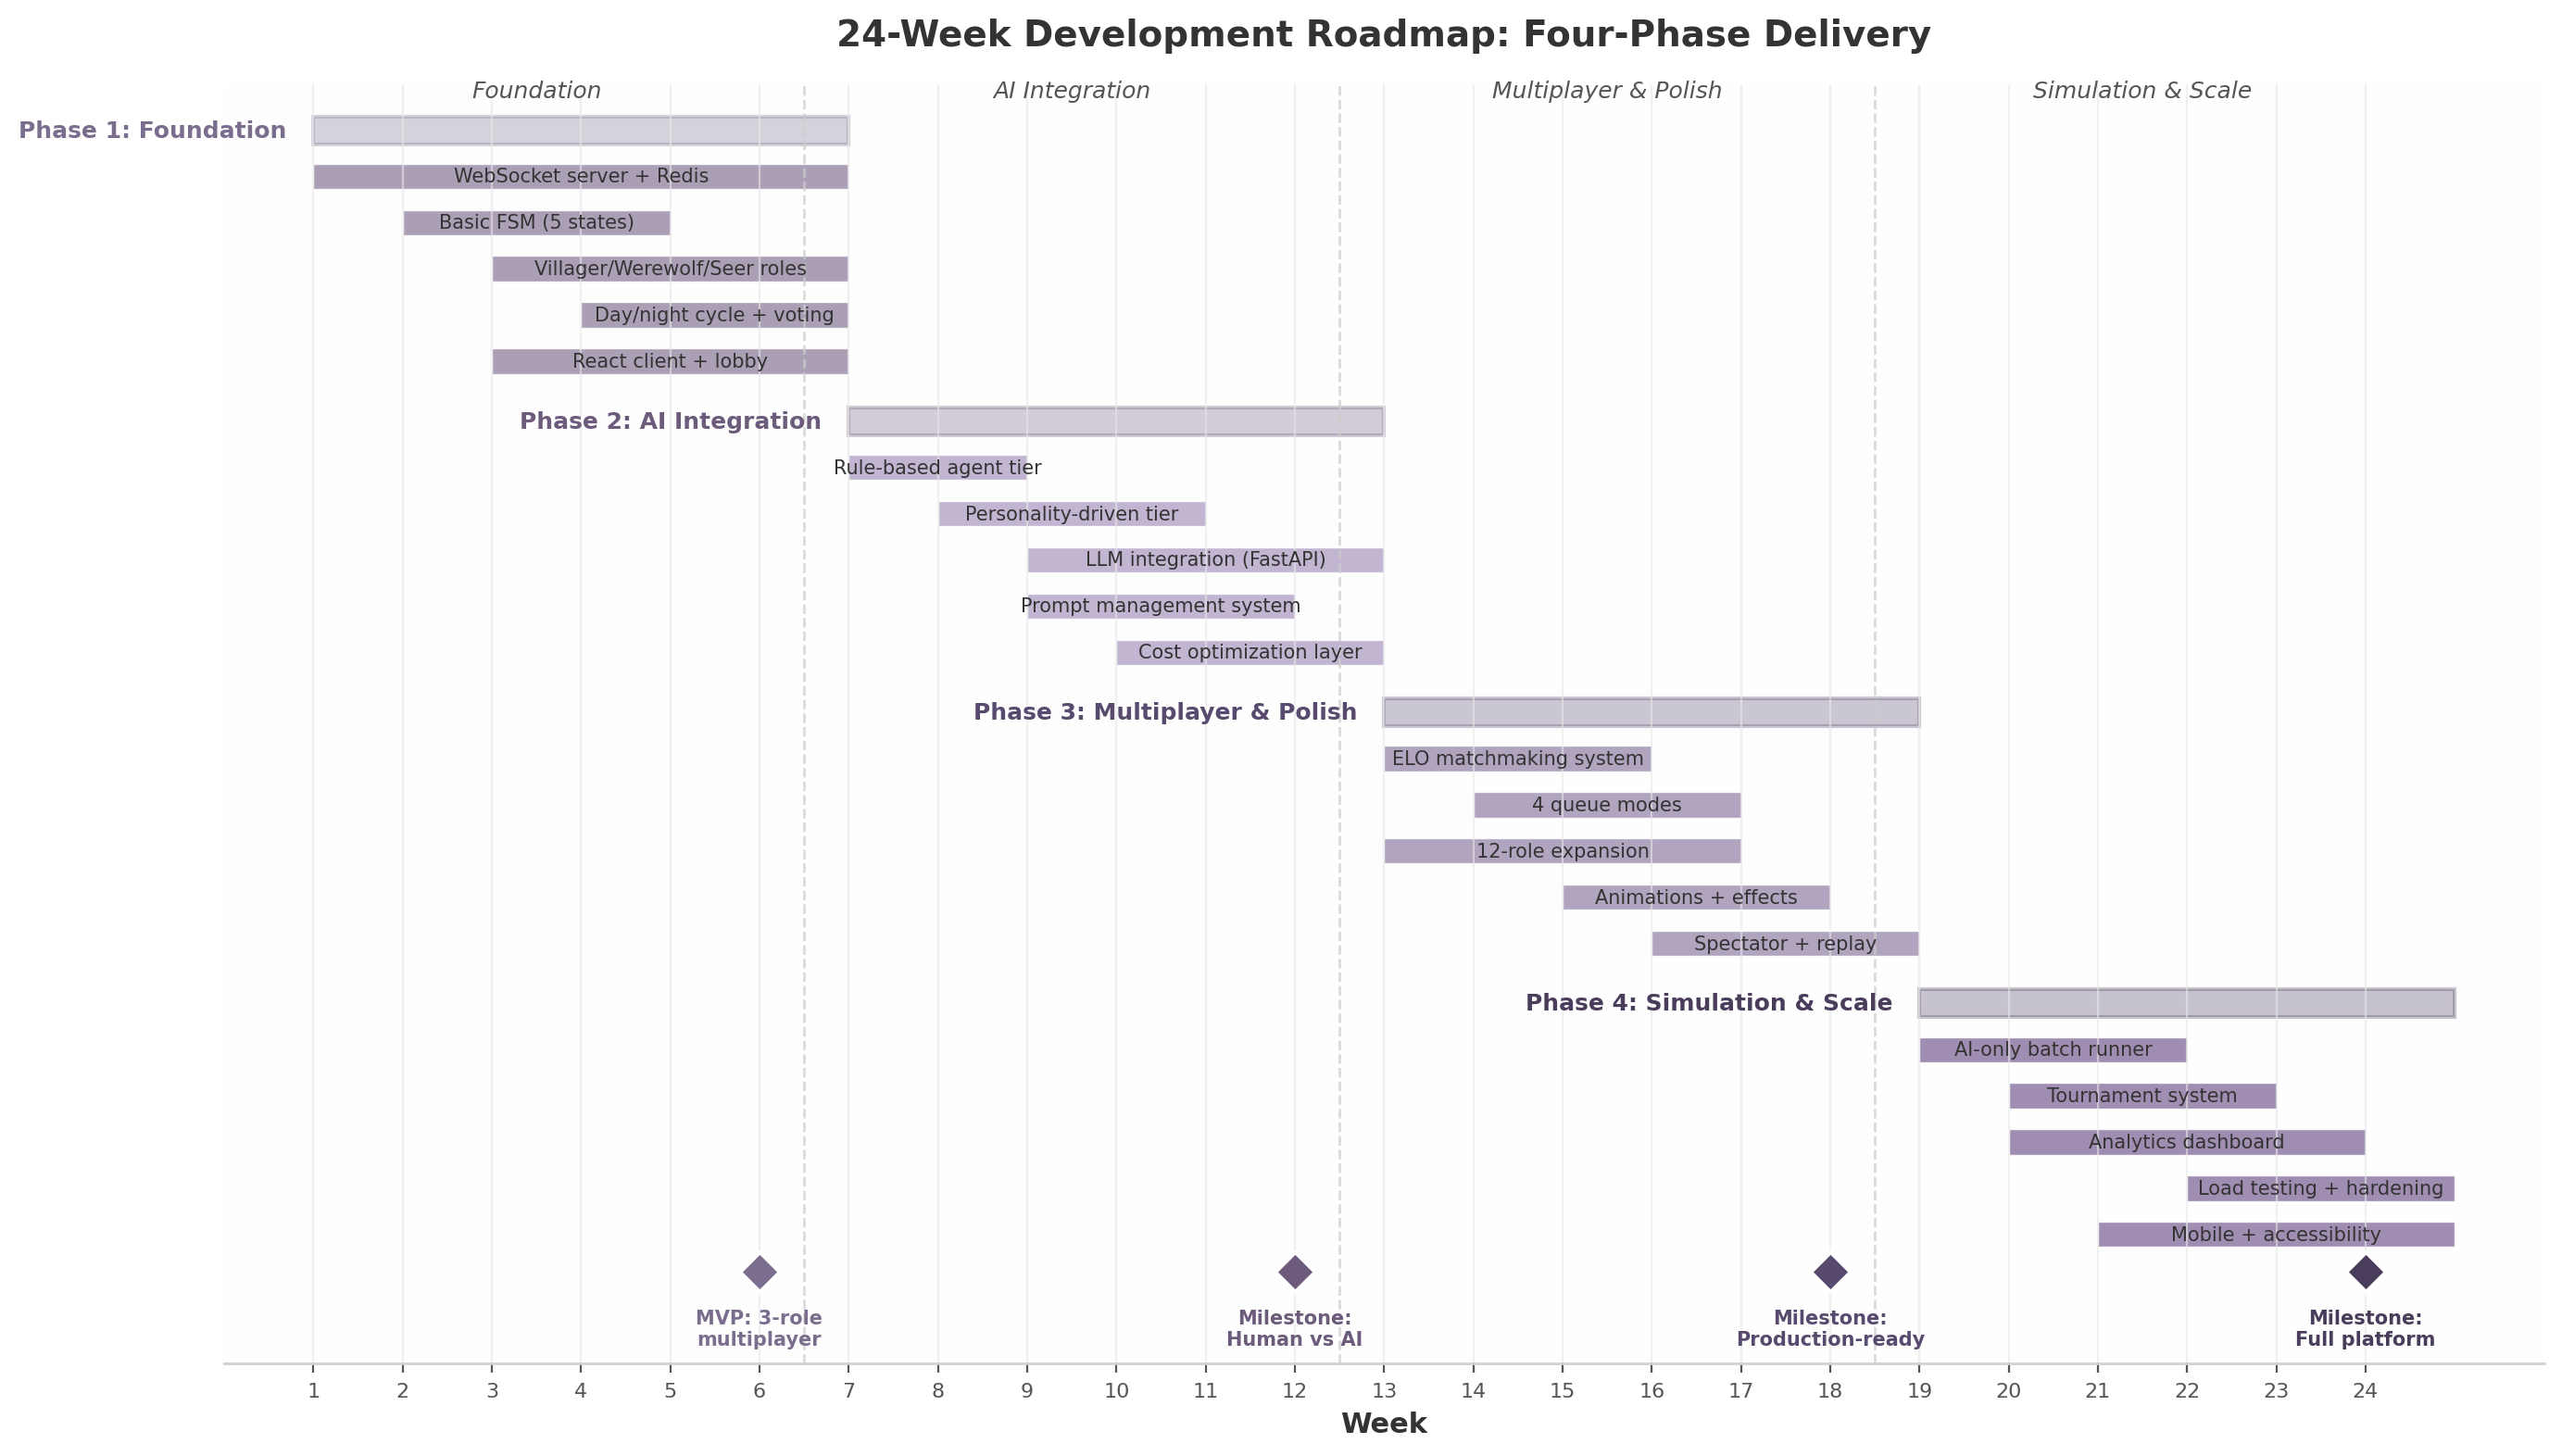 24-Week Development Roadmap: Four-Phase Delivery
Foundation
AI Integration
Multiplayer & Polish
Simulation & Scale
Phase 1: Foundation
WebSocket server + Redis
Basic FSM (5 states)
Villager/Werewolf/Seer roles
Day/night cycle + voting
React client + lobby
Phase 2: AI Integration
Rule-based agent tier
Personality-driven tier
LLM integration (FastAPI)
Prompt management system
Cost optimization layer
Phase 3: Multiplayer & Polish
ELO matchmaking system
4 queue modes
12-role expansion
Animations + effects
Spectator + replay
Phase 4: Simulation & Scale
AI-only batch runner
Tournament system
Analytics dashboard
Load testing + hardening
Mobile + accessibility
MVP: 3-role
multiplayer
Milestone:
Human vs AI
Milestone:
Production-ready
Milestone:
Full platform
1 2 3 4 5 6 7 8 9 10 11 12 13 14 15 16 17 18 19 20 21 22 23 24
Week